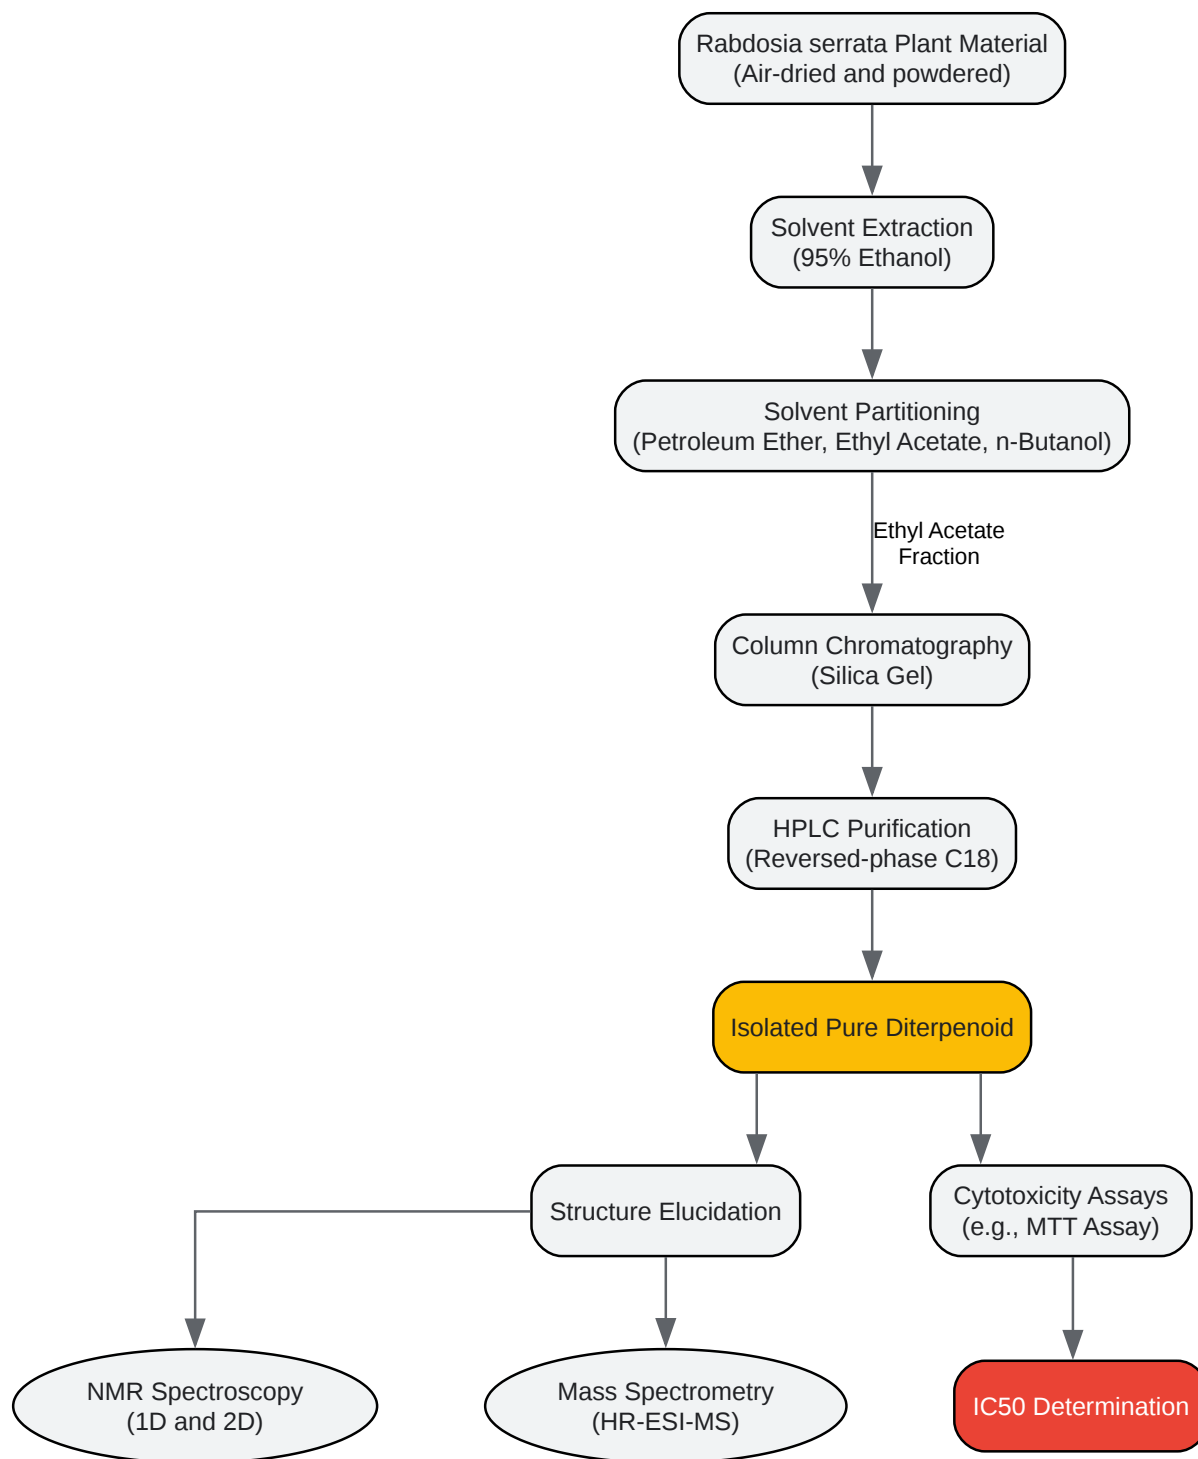 Rabdosia serrata Plant Material
(Air-dried and powdered)
Solvent Extraction
(95% Ethanol)
Solvent Partitioning
(Petroleum Ether, Ethyl Acetate, n-Butanol)
Ethyl Acetate
Fraction
Column Chromatography
(Silica Gel)
HPLC Purification
(Reversed-phase C18)
Isolated Pure Diterpenoid
Structure Elucidation
Cytotoxicity Assays
(e.g., MTT Assay)
NMR Spectroscopy
(1D and 2D)
Mass Spectrometry
(HR-ESI-MS)
IC50 Determination